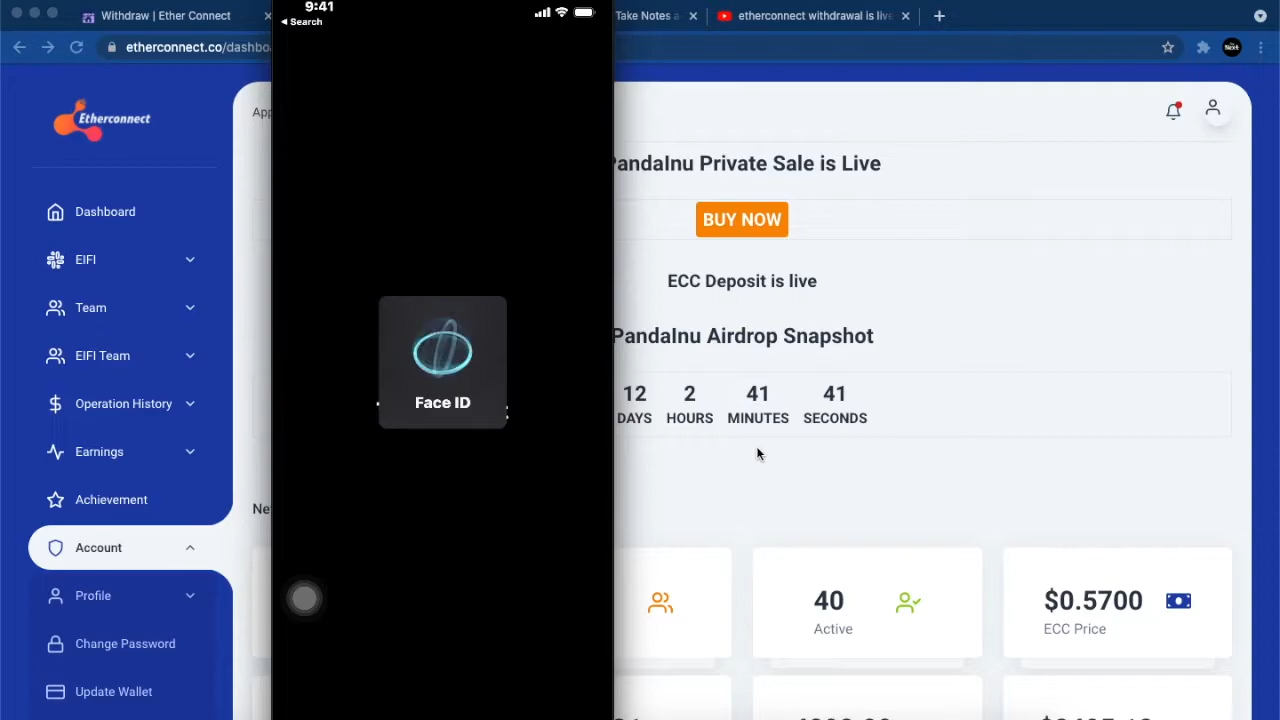 Withdraw | Ether Connect
9:41
Search
Take Notes a
etherconnect withdrawal is live
etherconnect.co/dashbo
Etherconnect
App
PandaInu Private Sale is Live
BUY NOW
ECC Deposit is live
PandaInu Airdrop Snapshot
12 2 41 41
DAYS HOURS MINUTES SECONDS
Face ID
Dashboard
EIFI
Team
EIFI Team
Operation History
Earnings
Achievement
Account
Profile
Change Password
Update Wallet
Ne
40
Active
$0.5700
ECC Price